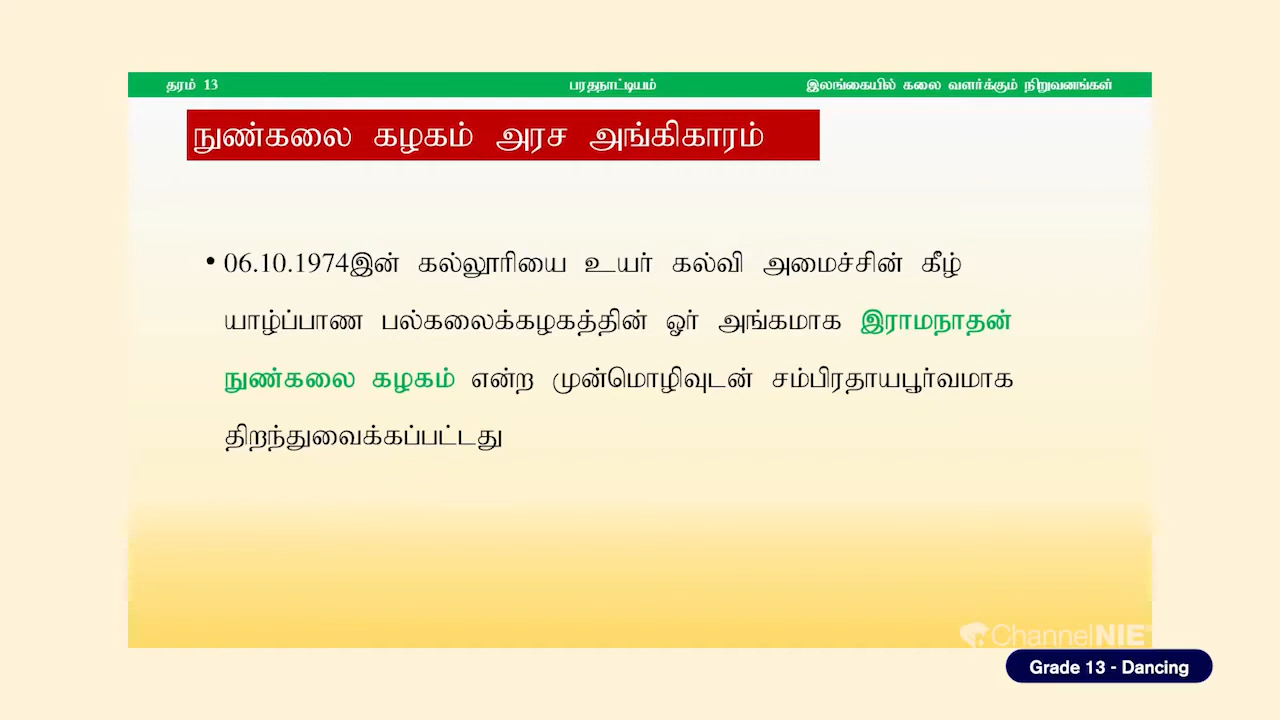 தரம் 13 பரதநாட்டியம் இலங்கையில் கலை வளர்க்கும் நிறுவனங்கள்
நுண்கலை கழகம் அரச அங்கிகாரம்
• 06.10.1974இன் கல்லூரியை உயர் கல்வி அமைச்சின் கீழ்
யாழ்ப்பாண பல்கலைக்கழகத்தின் ஓர் அங்கமாக இராமநாதன்
நுண்கலை கழகம் என்ற முன்மொழிவுடன் சம்பிரதாயபூர்வமாக
திறந்துவைக்கப்பட்டது
ChannelNIE
Grade 13 - Dancing